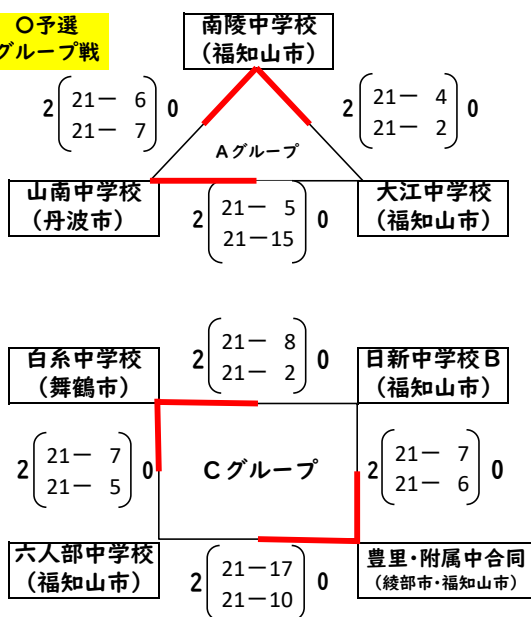 〇予選
グループ戦
南陵中学校
(福知山市)
2 21― 6 0
21― 7
2 21― 4 0
21― 2
Aグループ
山南中学校
(丹波市)
大江中学校
(福知山市)
2 21― 5 0
21―15
白糸中学校
(舞鶴市)
2 21― 8 0
21― 2
日新中学校B
(福知山市)
2 21― 7 0
21― 5
Cグループ
2 21― 7 0
21― 6
六人部中学校
(福知山市)
2 21―17 0
21―10
豊里・附属中合同
(綾部市・福知山市)